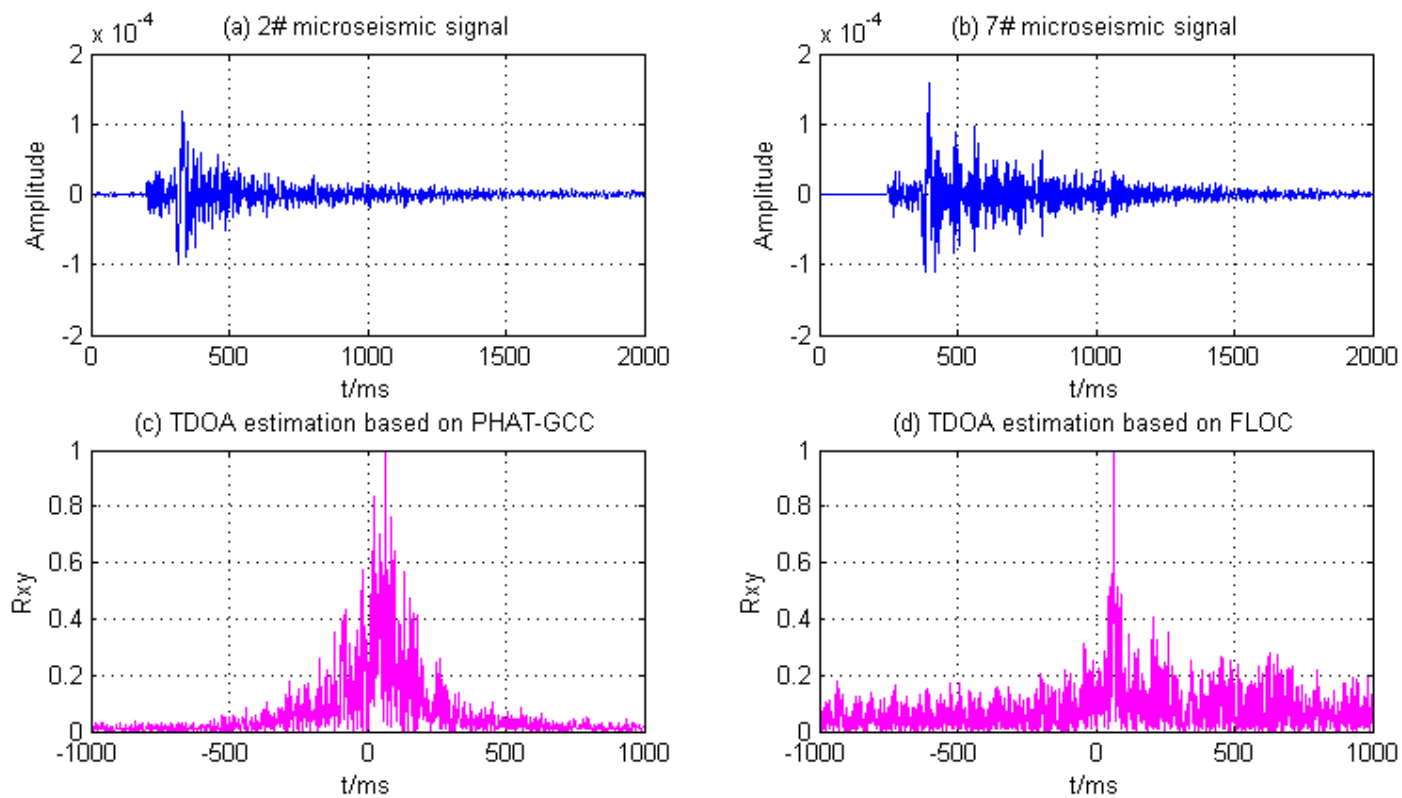 (a) 2# microseismic signal
x 10^-4
2
1
0
-1
-2
Amplitude
0 500 1000 1500 2000
t/ms
(b) 7# microseismic signal
x 10^-4
2
1
0
-1
-2
Amplitude
0 500 1000 1500 2000
t/ms
(c) TDOA estimation based on PHAT-GCC
1
0.8
0.6
0.4
0.2
0
Rxy
-1000 -500 0 500 1000
t/ms
(d) TDOA estimation based on FLOC
1
0.8
0.6
0.4
0.2
0
Rxy
-1000 -500 0 500 1000
t/ms